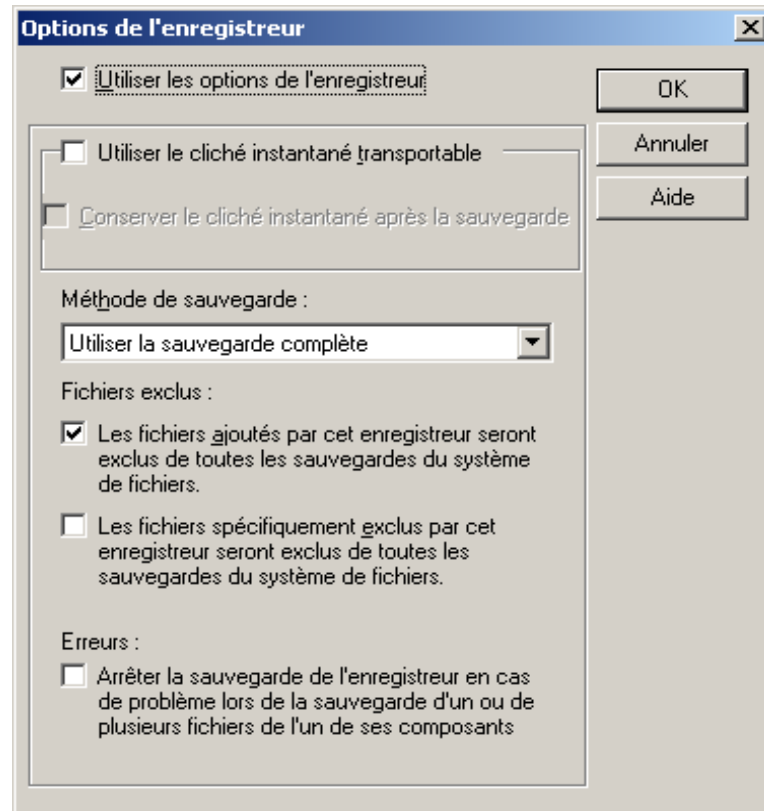 Options de l'enregistreur
Utiliser les options de l'enregistreur
OK
Annuler
Aide
Utiliser le cliché instantané transportable
Conserver le cliché instantané après la sauvegarde
Méthode de sauvegarde :
Utiliser la sauvegarde complète
Fichiers exclus :
Les fichiers ajoutés par cet enregistreur seront
exclus de toutes les sauvegardes du système
de fichiers.
Les fichiers spécifiquement exclus par cet
enregistreur seront exclus de toutes les
sauvegardes du système de fichiers.
Erreurs :
Arrêter la sauvegarde de l'enregistreur en cas
de problème lors de la sauvegarde d'un ou de
plusieurs fichiers de l'un de ses composants